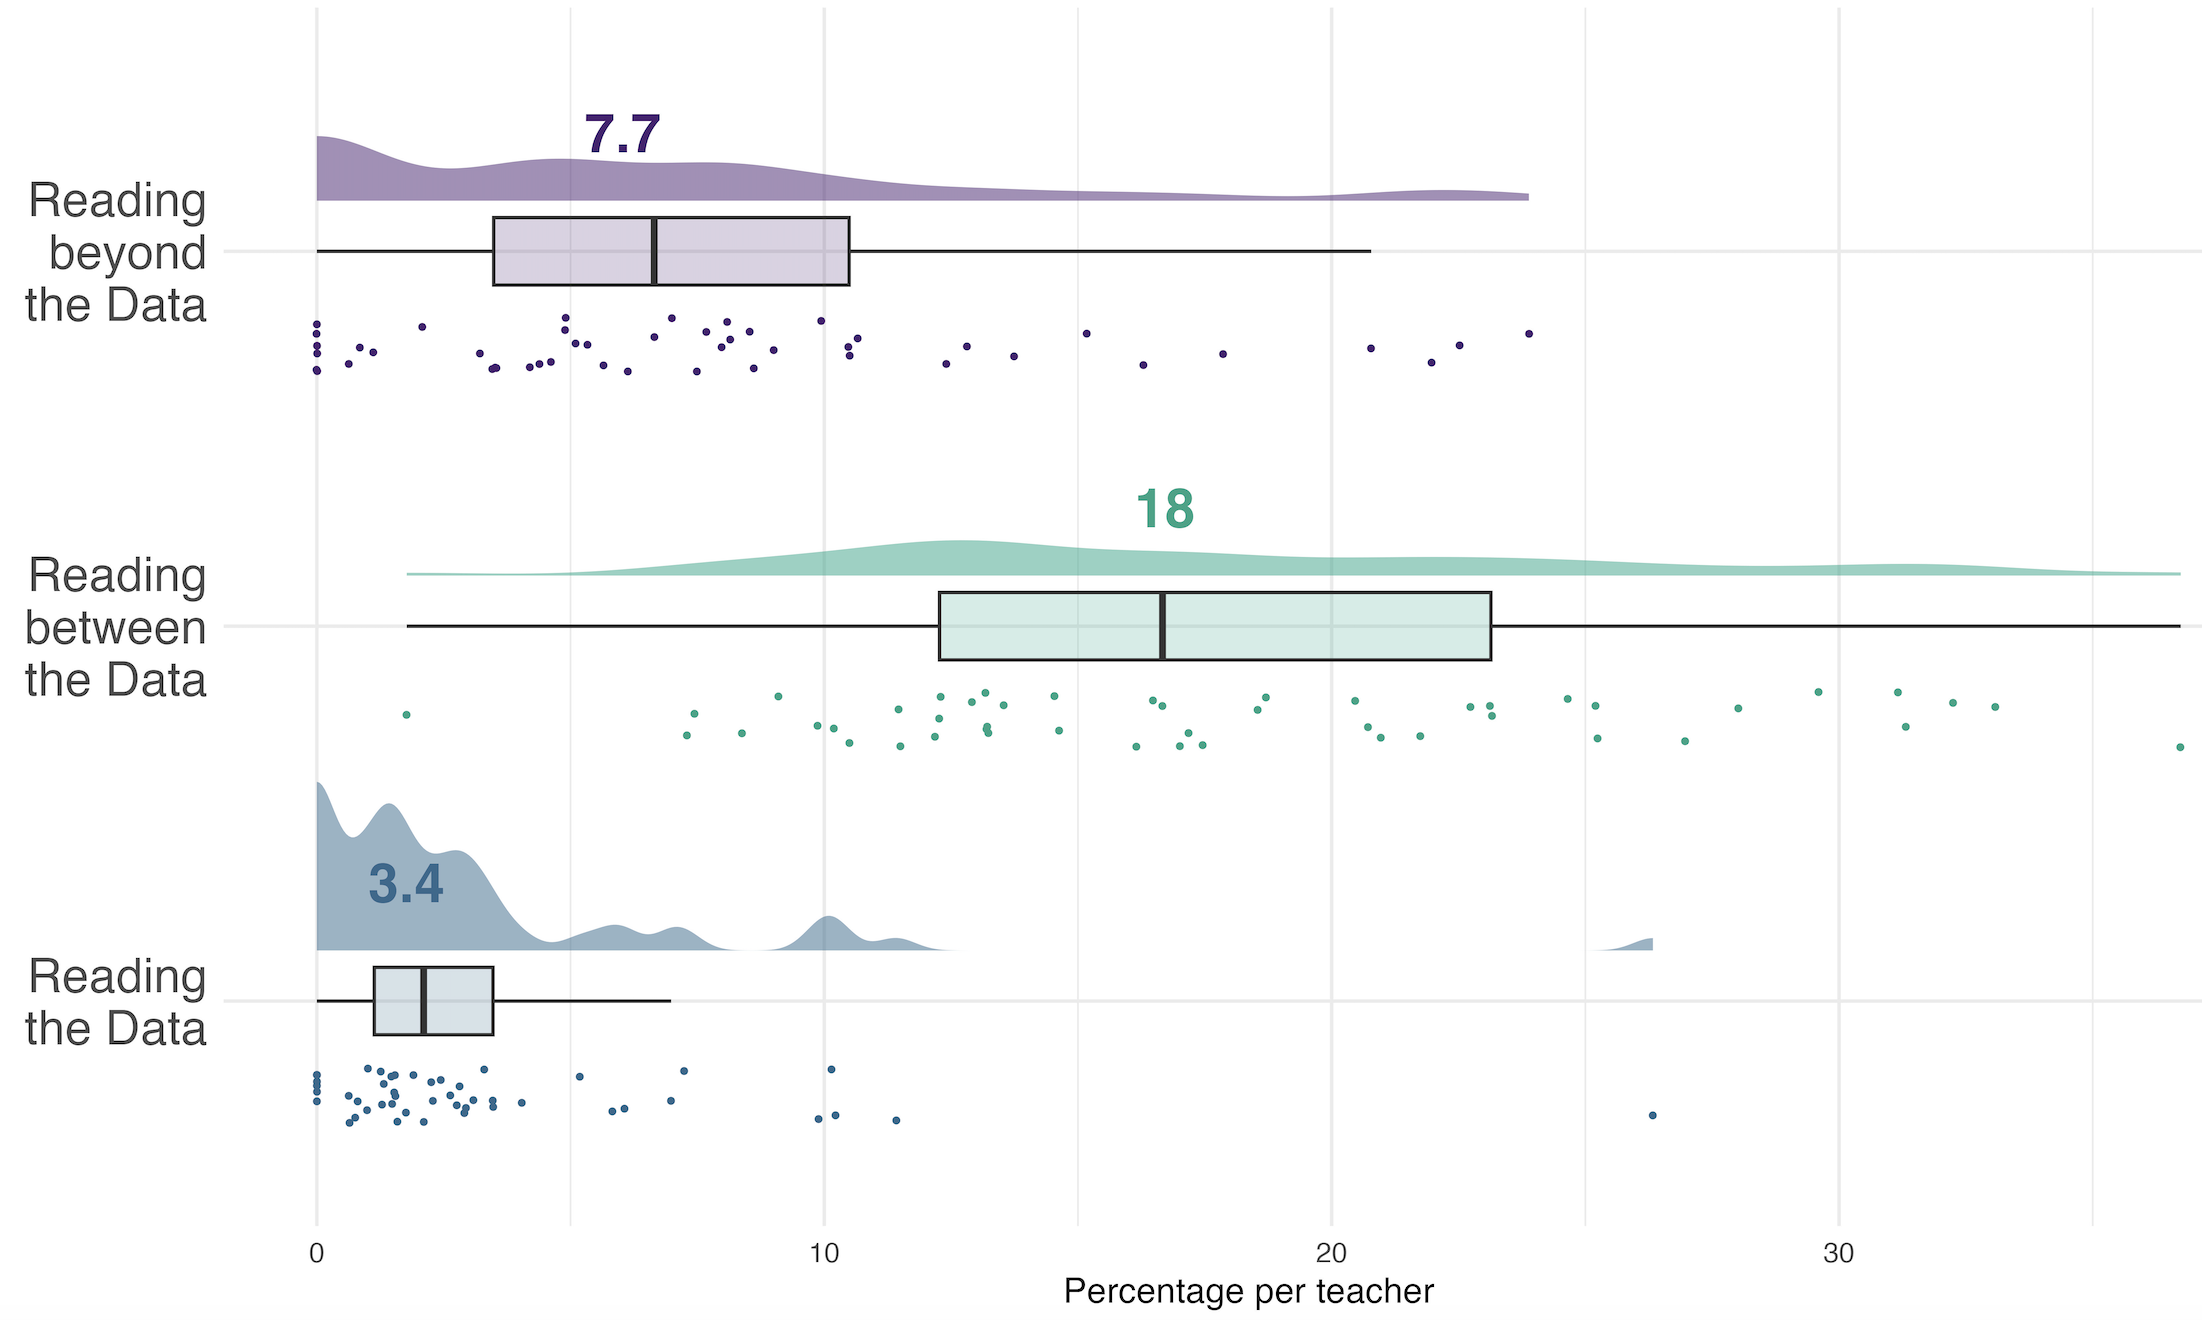 7.7
Reading
beyond
the Data
18
Reading
between
the Data
3.4
Reading
the Data
0
10
20
30
Percentage per teacher